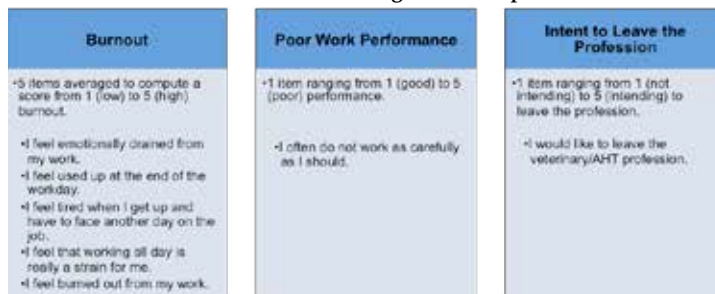 Burnout
•5 items averaged to compute a
score from 1 (low) to 5 (high)
burnout.
•I feel emotionally drained from
my work.
•I feel used up at the end of the
workday.
•I feel tired when I get up and
have to face another day on the
job.
•I feel that working all day is
really a strain for me.
•I feel burned out from my work.
Poor Work Performance
•1 item ranging from 1 (good) to 5
(poor) performance.
•I often do not work as carefully
as I should.
Intent to Leave the
Profession
•1 item ranging from 1 (not
intending) to 5 (intending) to
leave the profession.
•I would like to leave the
veterinary/AHT profession.